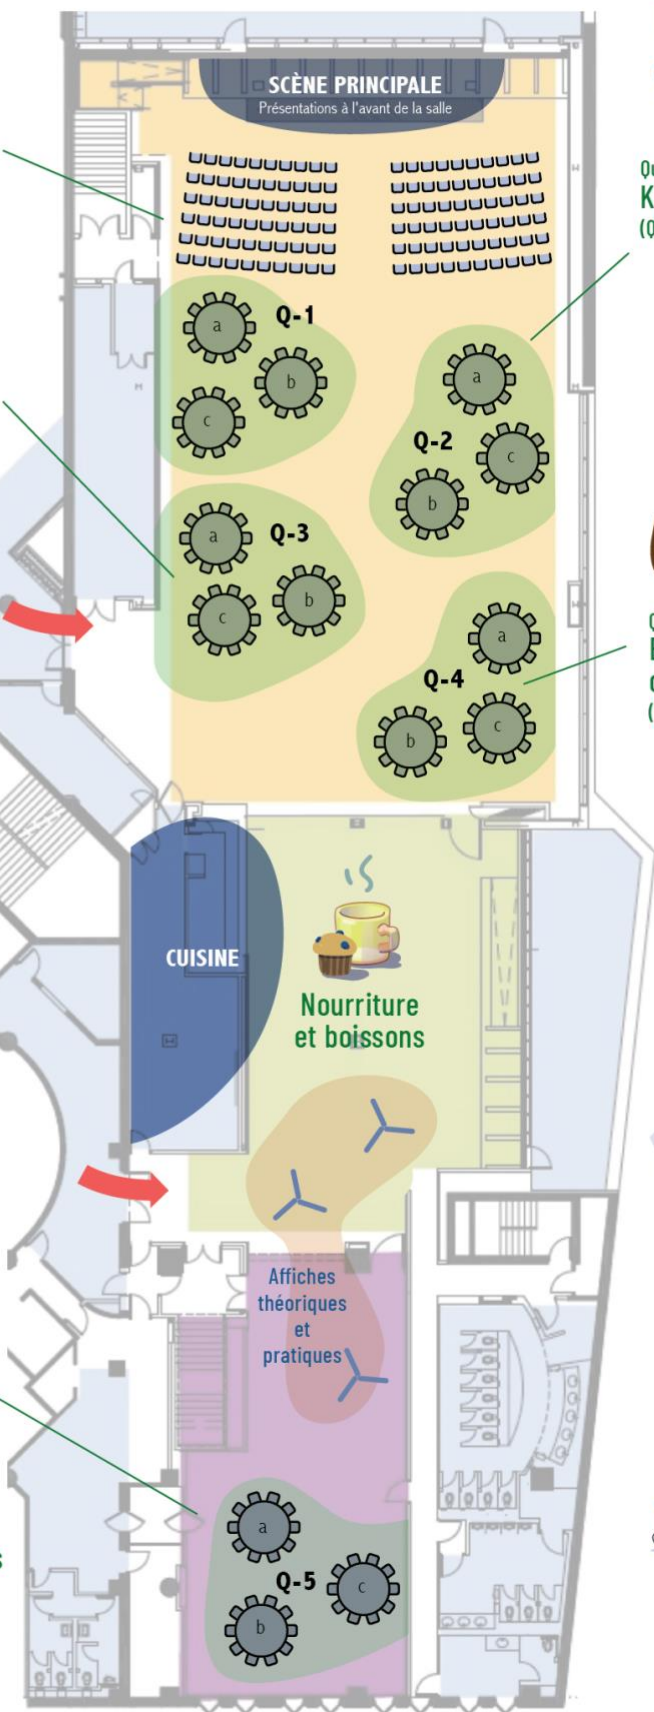 SCÈNE PRINCIPALE
Présentations à l'avant de la salle
Q-1
a
b
c
Q-2
a
c
b
Q-3
a
b
c
Q-4
a
c
b
CUISINE
Nourriture
et boissons
Affiches
théoriques
et
pratiques
Q-5
a
c
b